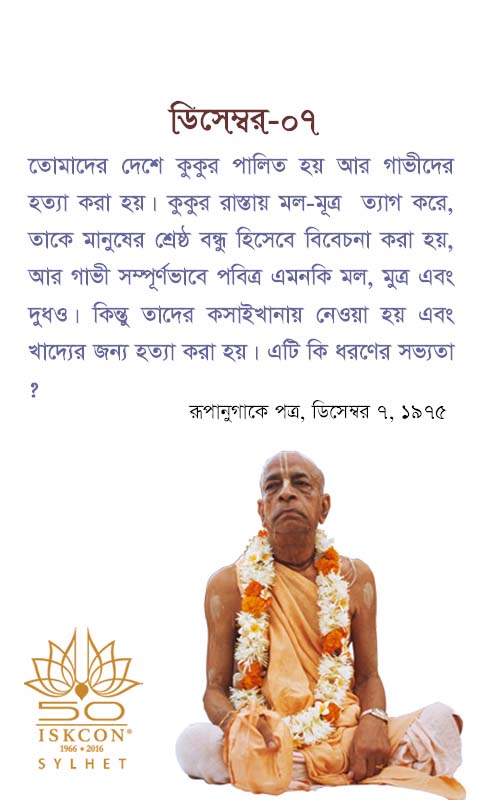 ডিসেম্বর-০৭
তোমাদের দেশে কুকুর পালিত হয় আর গাভীদের
হত্যা করা হয়। কুকুর রাস্তায় মল-মূত্র ত্যাগ করে,
তাকে মানুষের শ্রেষ্ঠ বন্ধু হিসেবে বিবেচনা করা হয়,
আর গাভী সম্পূর্ণভাবে পবিত্র এমনকি মল, মুত্র এবং
দুধও। কিন্তু তাদের কসাইখানায় নেওয়া হয় এবং
খাদ্যের জন্য হত্যা করা হয়। এটি কি ধরণের সভ্যতা
?
রূপানুগাকে পত্র, ডিসেম্বর ৭, ১৯৭৫
50
ISKCON®
1966 • 2016
SYLHET